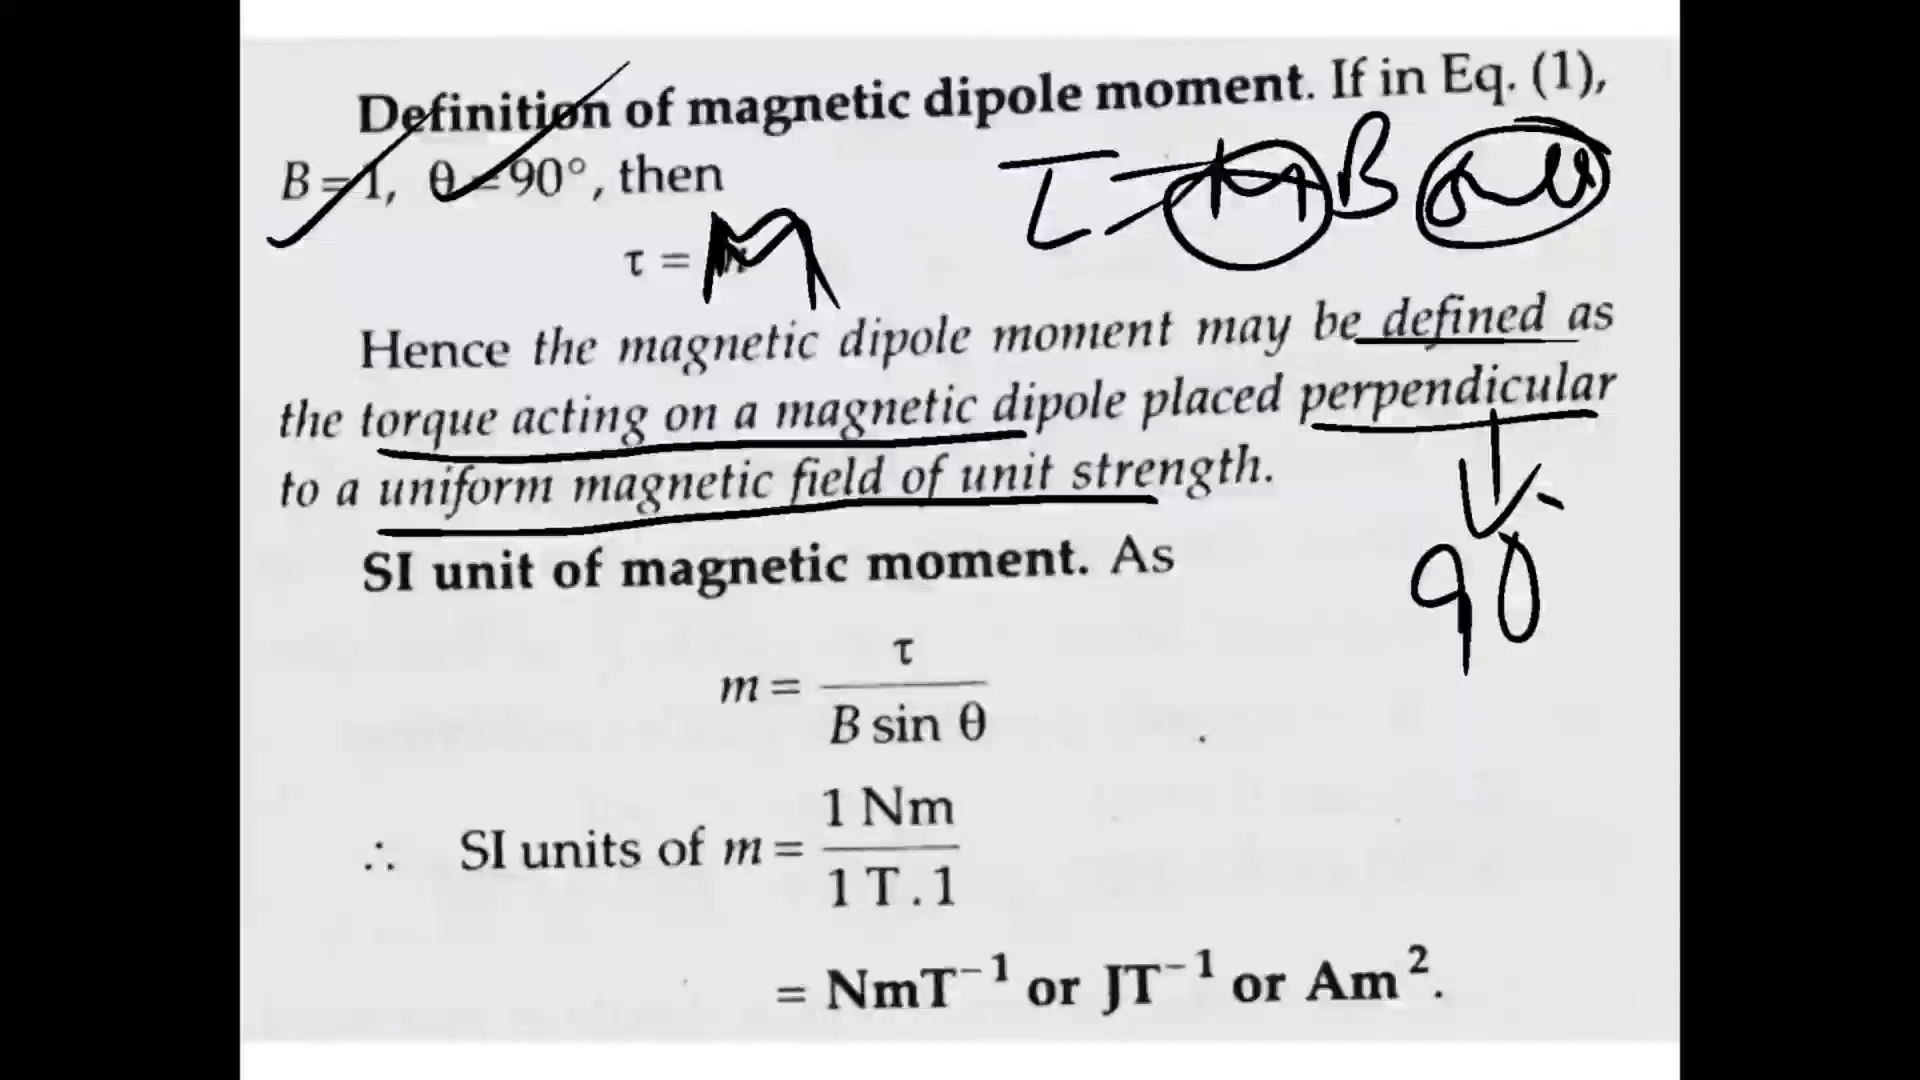 Definition of magnetic dipole moment. If in Eq. (1),
B = 1, θ = 90°, then
τ = MB sin θ
τ = M
Hence the magnetic dipole moment may be defined as
the torque acting on a magnetic dipole placed perpendicular
to a uniform magnetic field of unit strength.
90
SI unit of magnetic moment. As
m = τ / B sin θ
∴ SI units of m = 1 Nm / 1 T . 1
= NmT⁻¹ or JT⁻¹ or Am².